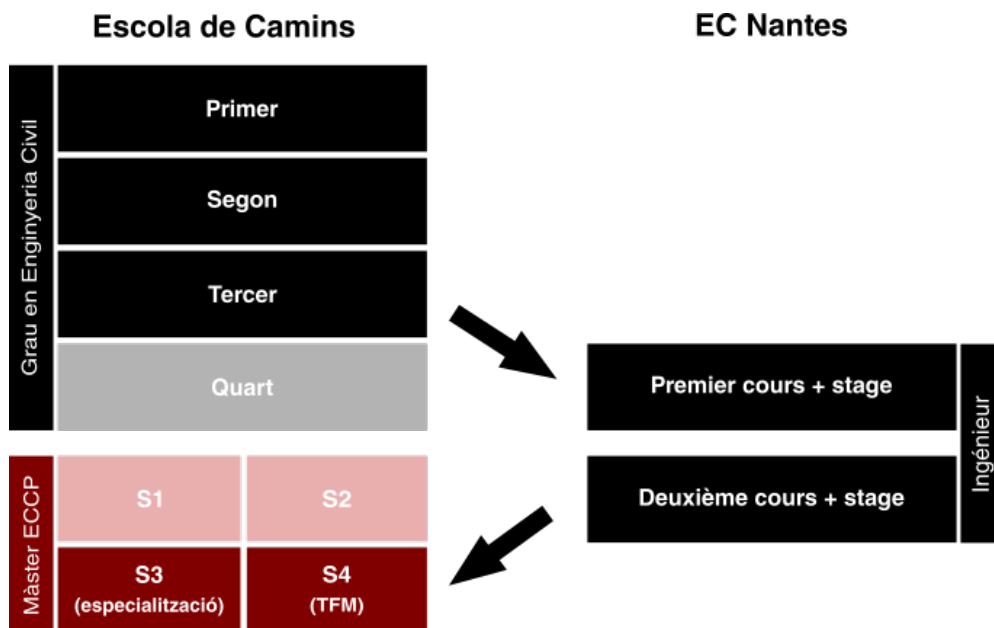 Escola de Camins
EC Nantes
Grau en Enginyeria Civil
Primer
Segon
Tercer
Quart
Premier cours + stage
Deuxième cours + stage
Ingénieur
Màster ECCP
S1
S2
S3
(especialització)
S4
(TFM)